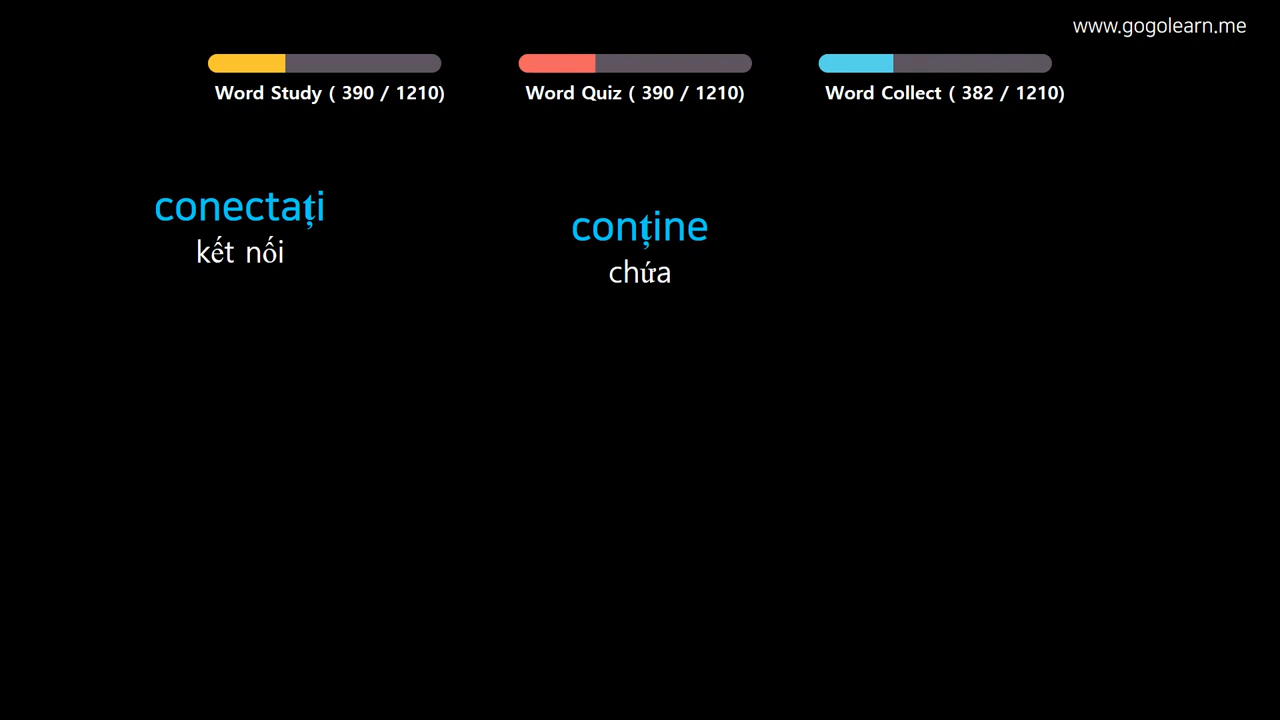 www.gogolearn.me
Word Study ( 390 / 1210)
Word Quiz ( 390 / 1210)
Word Collect ( 382 / 1210)
conectați
kết nối
conține
chứa